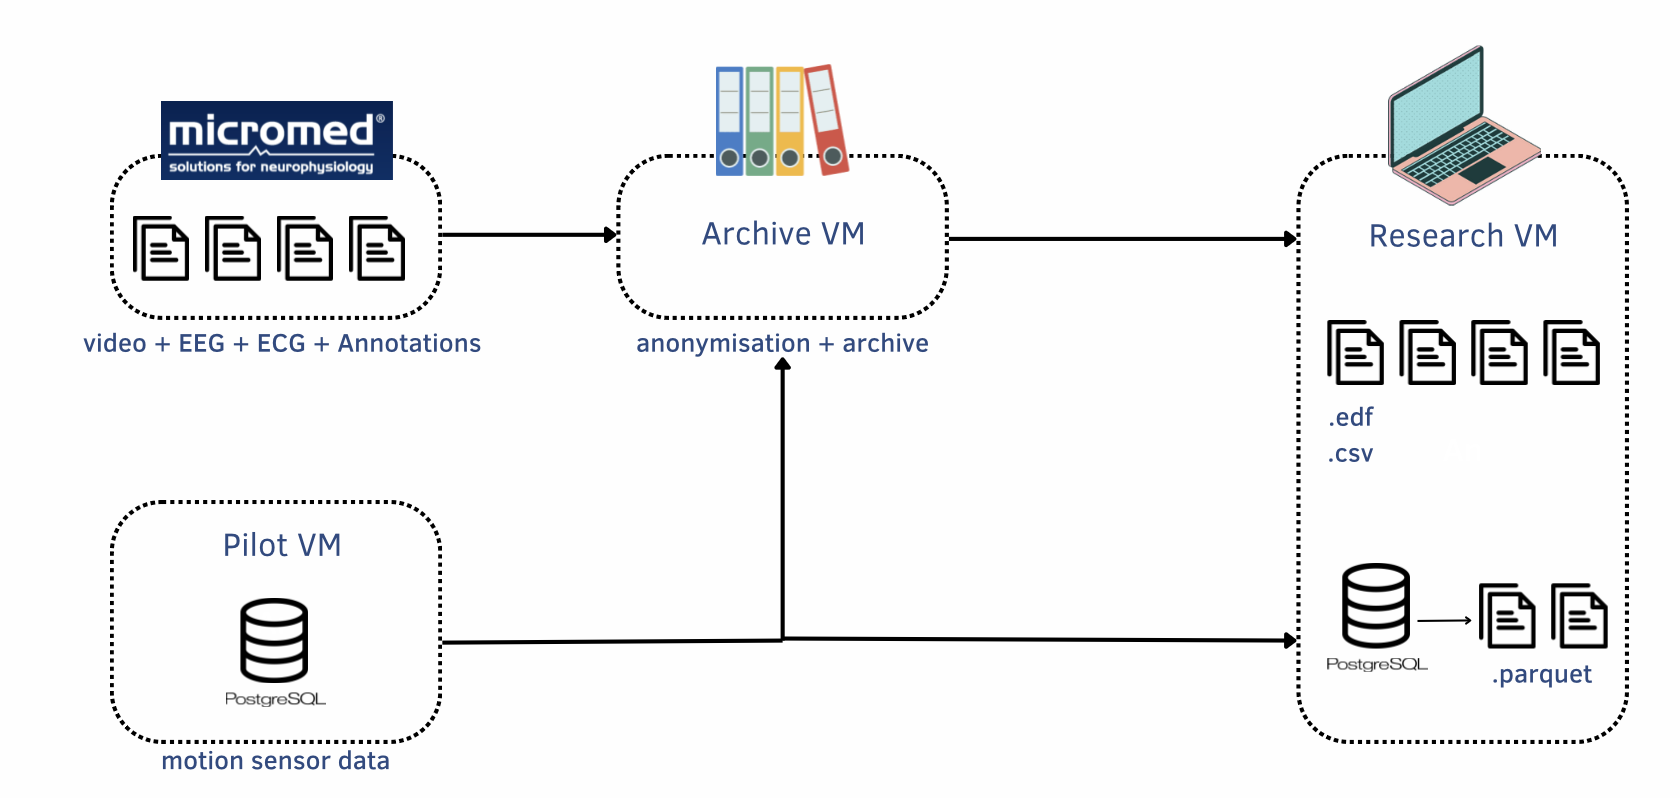 micromed®
solutions for neurophysiology
video + EEG + ECG + Annotations
Archive VM
anonymisation + archive
Research VM
.edf
.csv
PostgreSQL
.parquet
Pilot VM
PostgreSQL
motion sensor data